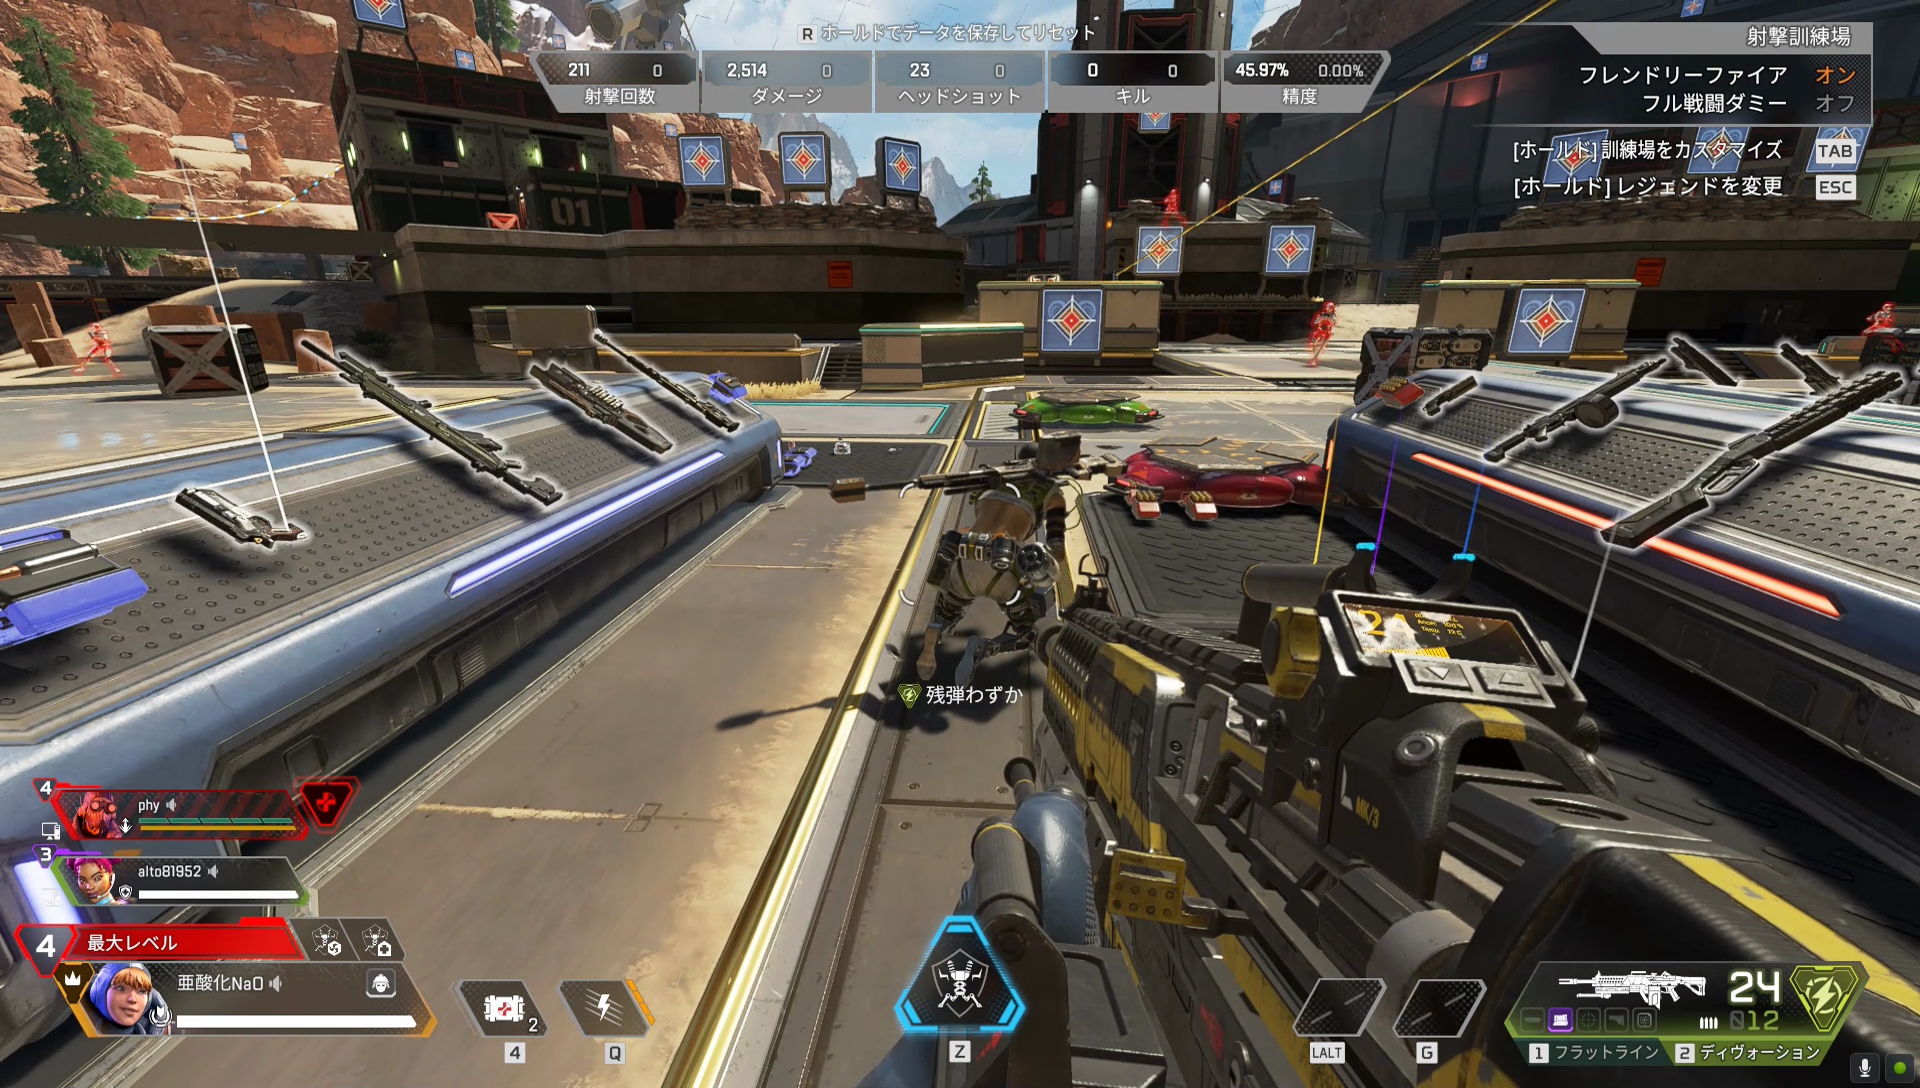 R ホールドでデータを保存してリセット
211 0
射撃回数
2,514 0
ダメージ
23 0
ヘッドショット
0 0
キル
45.97% 0.00%
精度
射撃訓練場
フレンドリーファイア オン
フル戦闘ダミー オフ
[ホールド]訓練場をカスタマイズ TAB
[ホールド]レジェンドを変更 ESC
01
24
残弾わずか
MK/3
4
phy
3
alto81952
4 最大レベル
亜酸化NaO
2
4
Q
Z
LALT
G
24
012
1 フラットライン
2 ディヴォーション